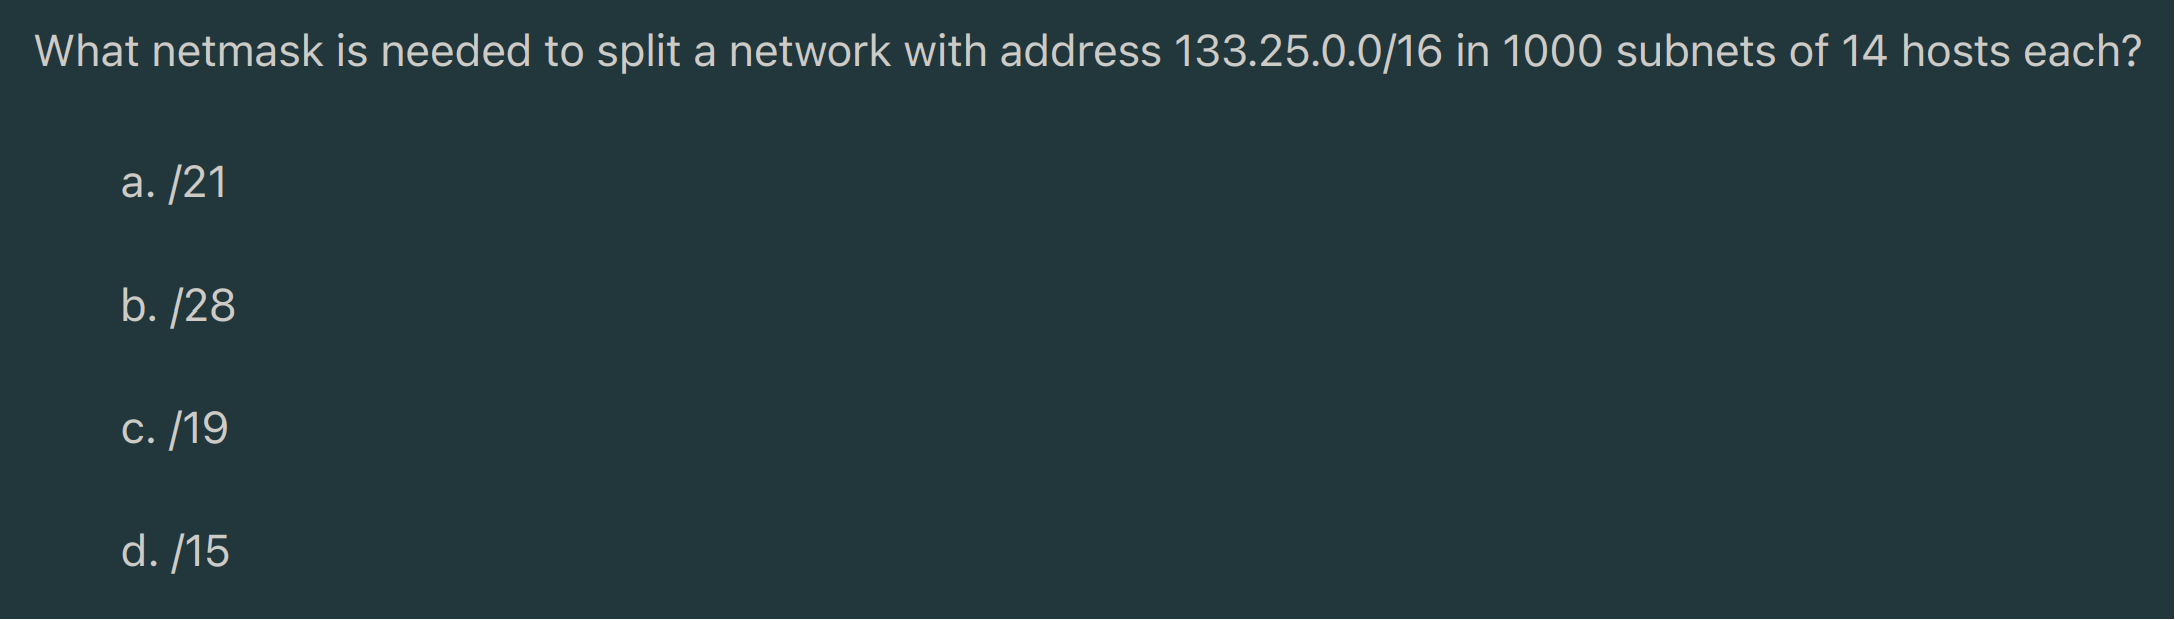 What netmask is needed to split a network with address 133.25.0.0/16 in 1000 subnets of 14 hosts each?
a. /21
b. /28
c. /19
d. /15